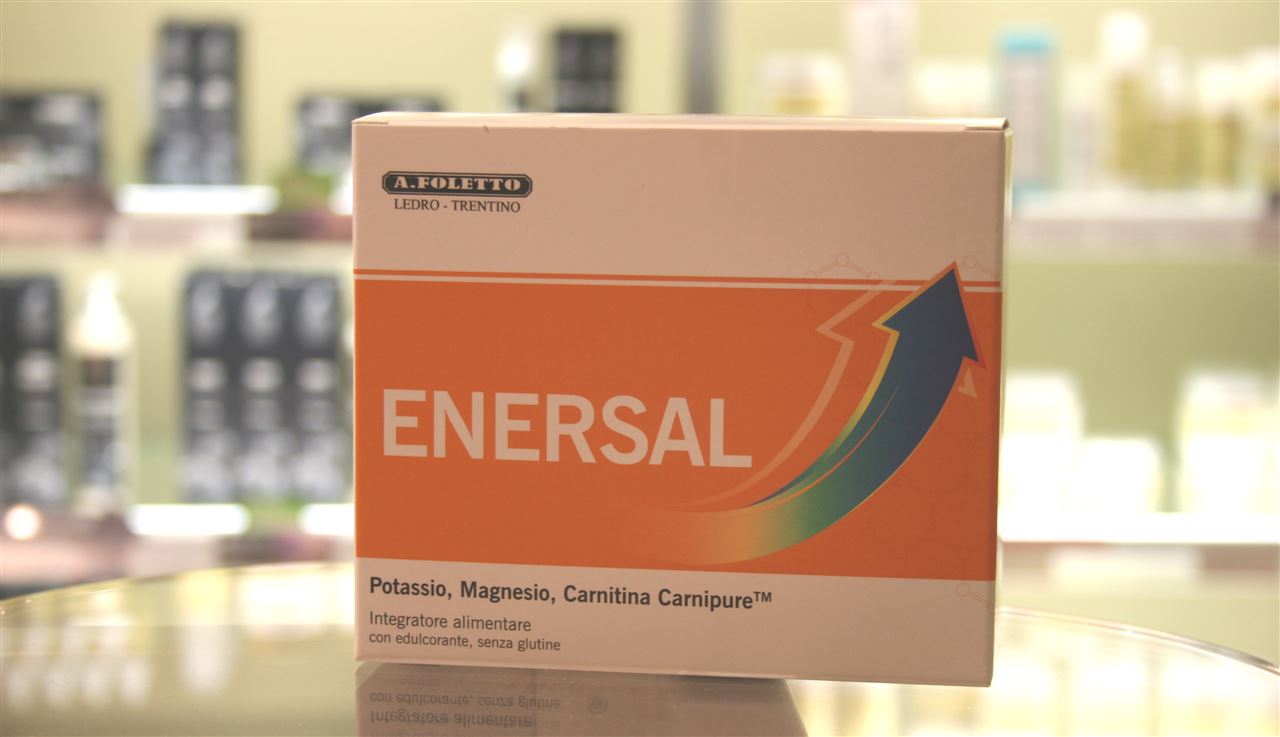 A. FOLETTO
LEDRO - TRENTINO
ENERSAL
Potassio, Magnesio, Carnitina Carnipure™
Integratore alimentare
con edulcorante, senza glutine